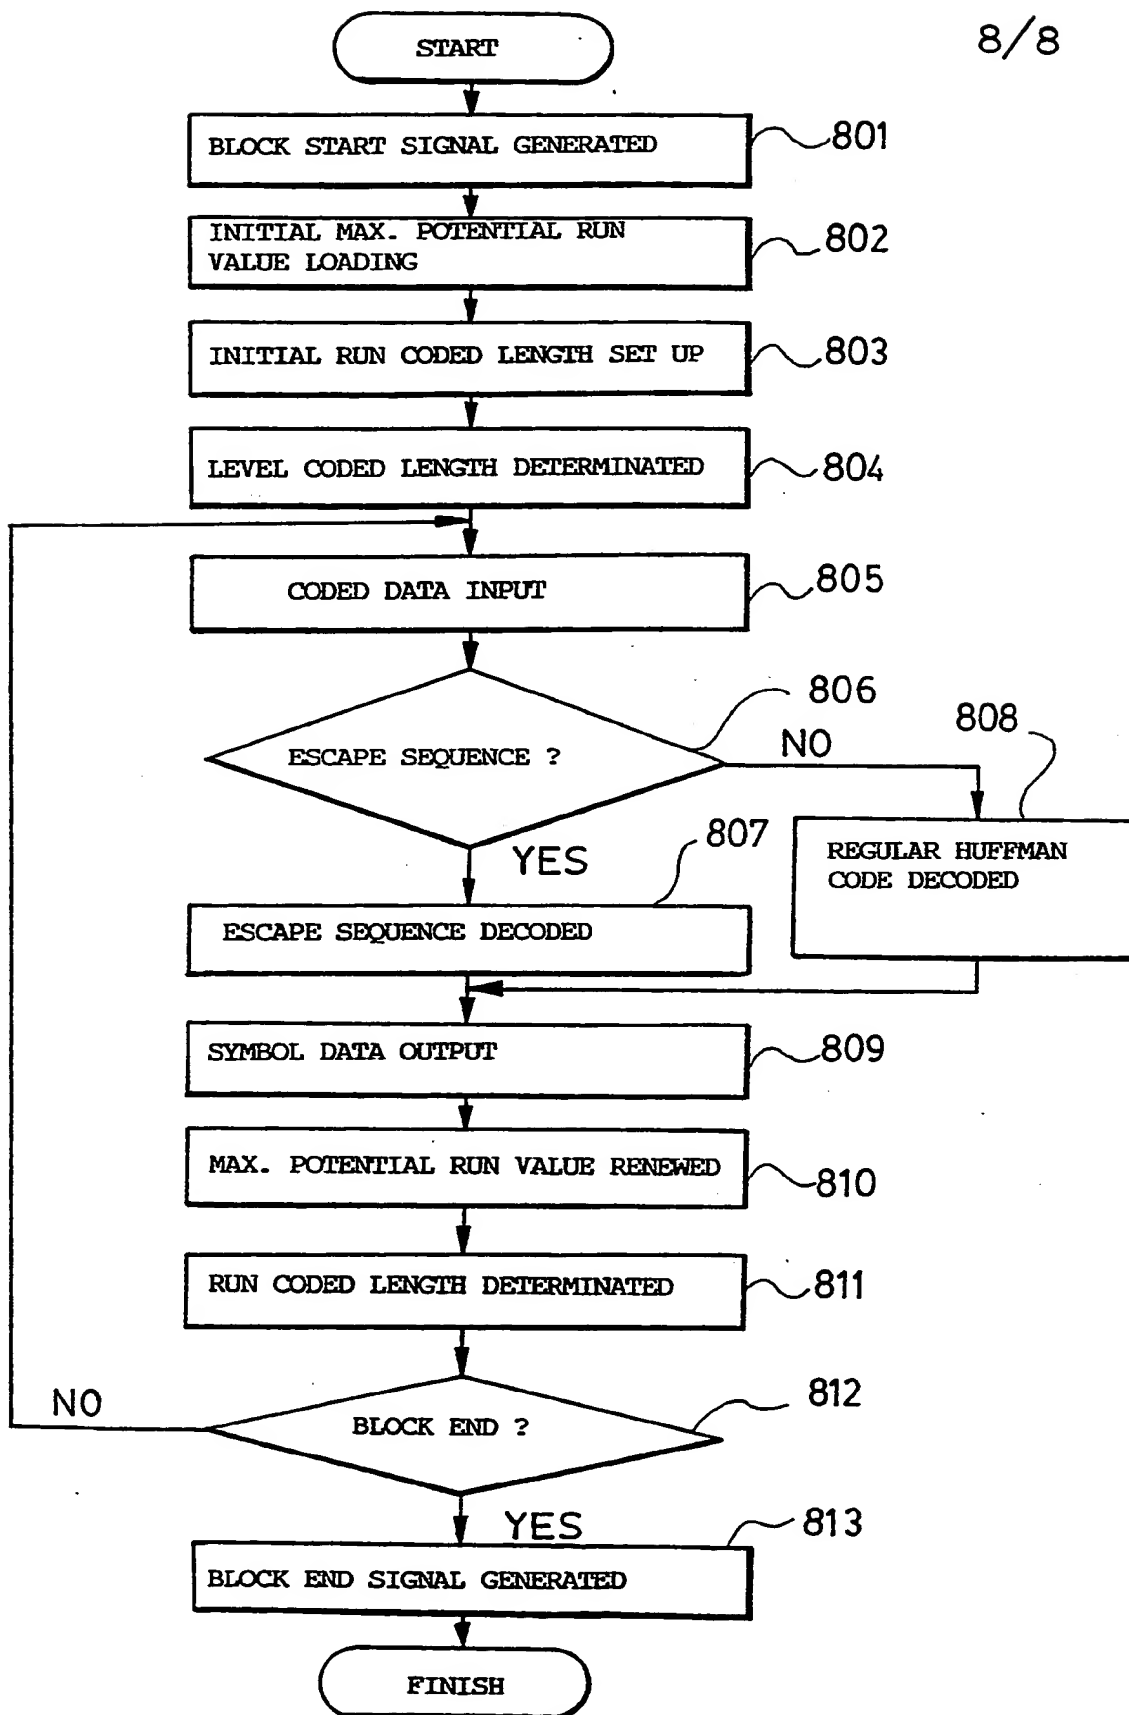 8/8
START
BLOCK START SIGNAL GENERATED
801
INITIAL MAX. POTENTIAL RUN
VALUE LOADING
802
INITIAL RUN CODED LENGTH SET UP
803
LEVEL CODED LENGTH DETERMINATED
804
CODED DATA INPUT
805
ESCAPE SEQUENCE ?
806
NO
808
REGULAR HUFFMAN
CODE DECODED
YES
807
ESCAPE SEQUENCE DECODED
SYMBOL DATA OUTPUT
809
MAX. POTENTIAL RUN VALUE RENEWED
810
RUN CODED LENGTH DETERMINATED
811
NO
BLOCK END ?
812
YES
813
BLOCK END SIGNAL GENERATED
FINISH